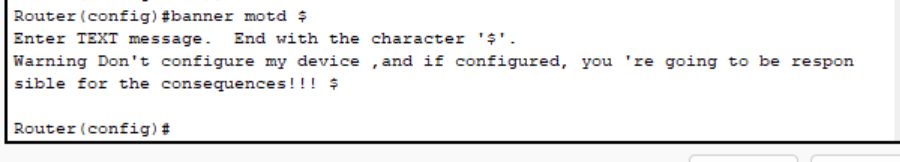 Router(config)#banner motd $
Enter TEXT message.  End with the character '$'.
Warning Don't configure my device ,and if configured, you 're going to be respon
sible for the consequences!!! $
Router(config)#